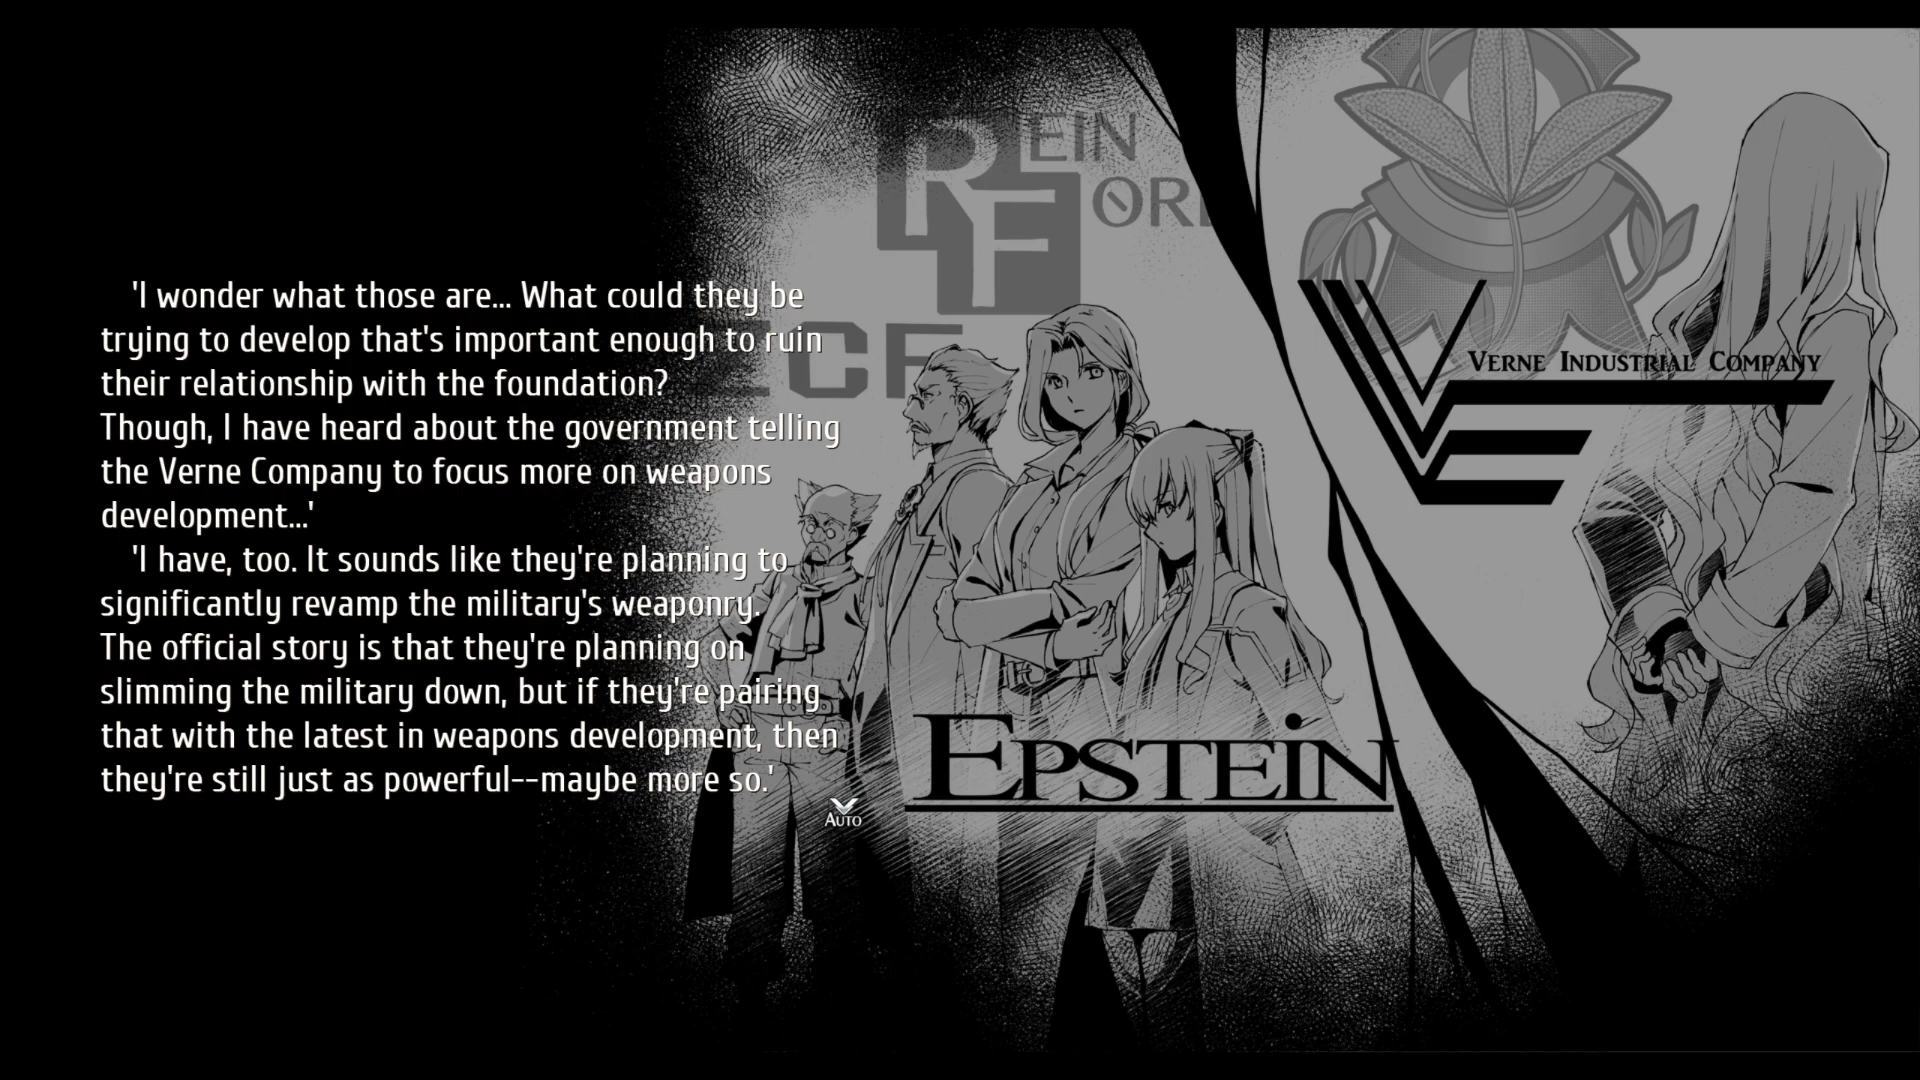 'I wonder what those are... What could they be
trying to develop that's important enough to ruin
their relationship with the foundation?
Though, I have heard about the government telling
the Verne Company to focus more on weapons
development...'
'I have, too. It sounds like they're planning to
significantly revamp the military's weaponry.
The official story is that they're planning on
slimming the military down, but if they're pairing
that with the latest in weapons development, then
they're still just as powerful--maybe more so.'
AUTO
RF
EIN
ORE
ZCF
EPSTEIN
VERNE INDUSTRIAL COMPANY